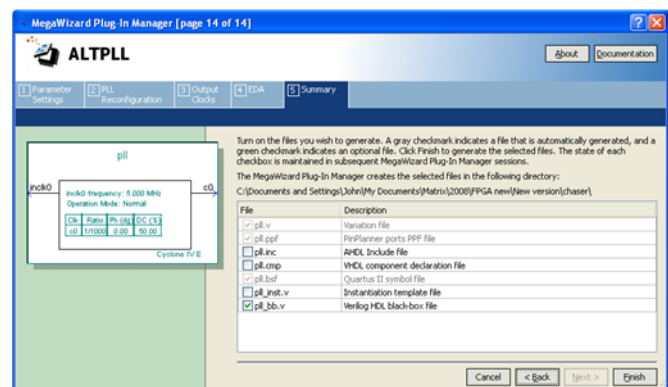 MegaWizard Plug-In Manager [page 14 of 14]
ALTPLL
About
Documentation
1 Parameter Settings
2 PLL Reconfiguration
3 Output Clocks
4 EDA
5 Summary
Turn on the files you wish to generate. A gray checkmark indicates a file that is automatically generated, and a
green checkmark indicates an optional file. Click Finish to generate the selected files. The state of each
checkbox is maintained in subsequent MegaWizard Plug-In Manager sessions.
The MegaWizard Plug-In Manager creates the selected files in the following directory:
C:\Documents and Settings\John\My Documents\Matrix\2008\FPGA new\New version\chaser\
pll
inclk0
c0
inclk0 frequency: 5.000 MHz
Operation Mode: Normal
Clk Ratio Ph (dg) DC (%)
c0 1/1000 0.00 50.00
Cyclone IV E
File Description
pll.v Variation file
pll.ppf PinPlanner ports PPF file
pll.inc AHDL Include file
pll.cmp VHDL component declaration file
pll.bsf Quartus II symbol file
pll_inst.v Instantiation template file
pll_bb.v Verilog HDL black-box file
Cancel
< Back
Next >
Finish